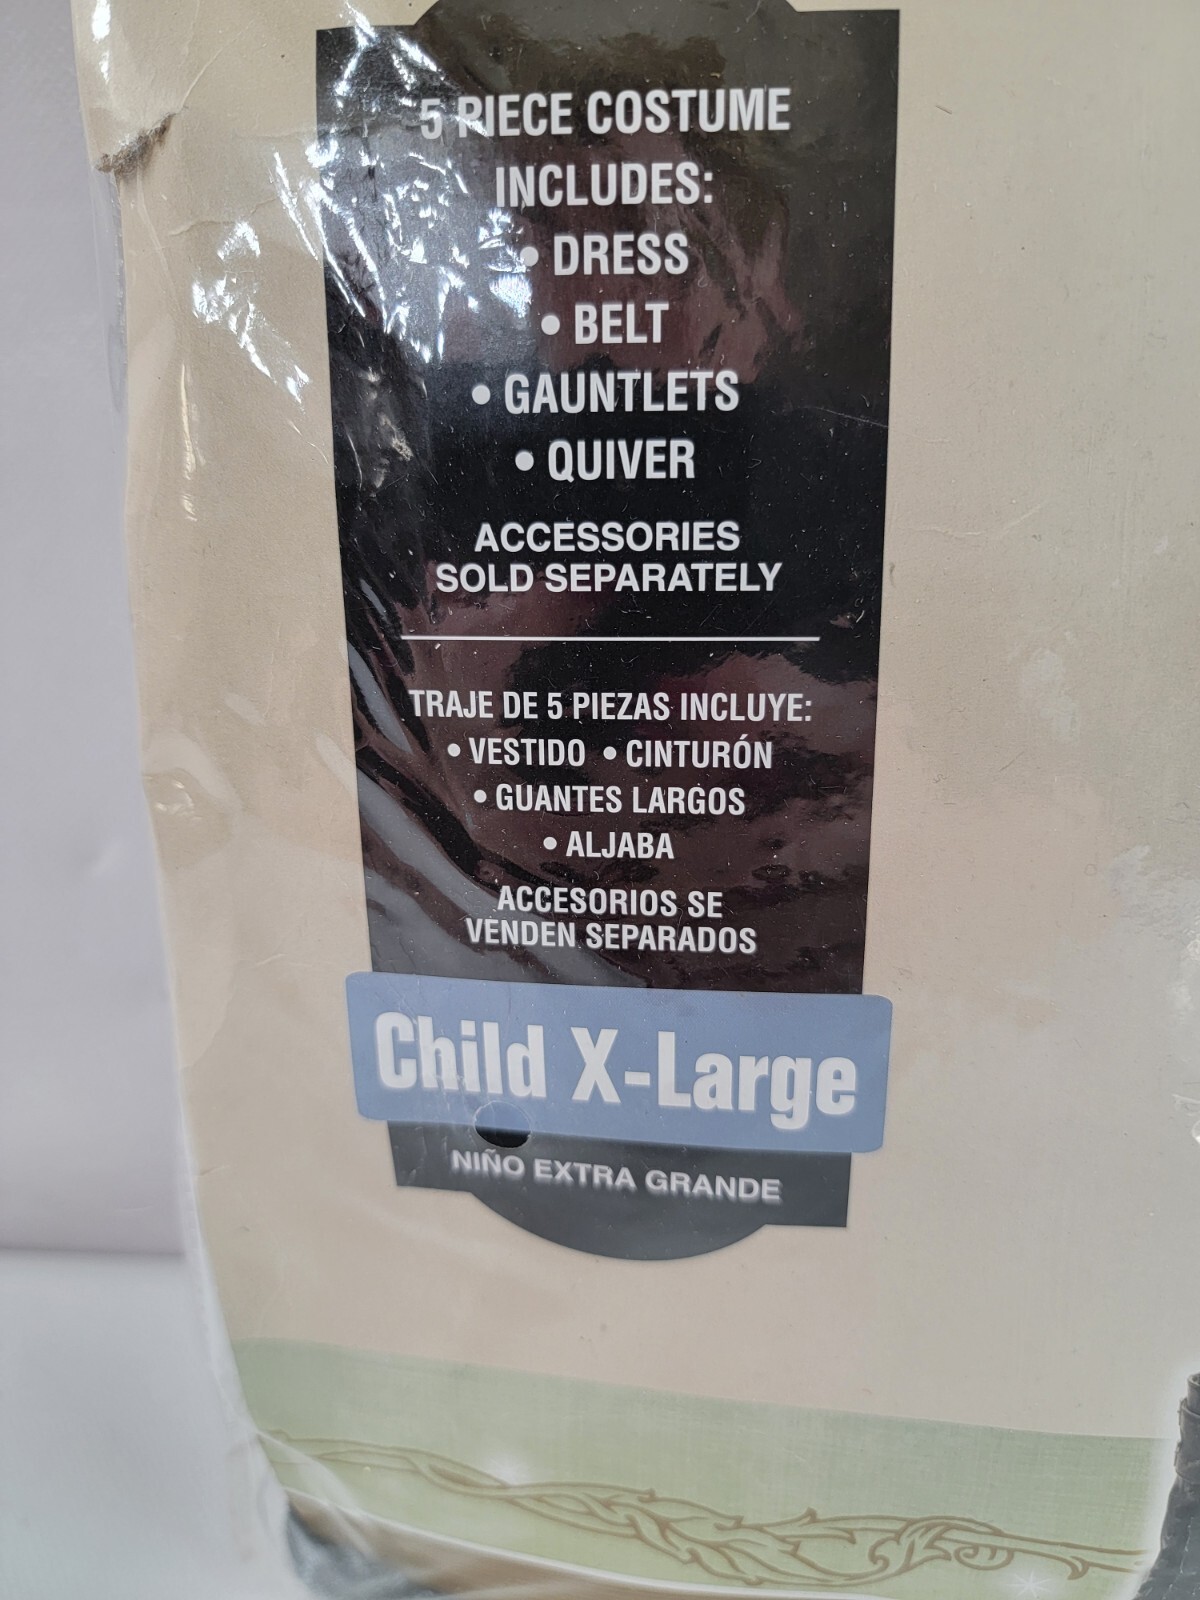 5 PIECE COSTUME
INCLUDES:
• DRESS
• BELT
• GAUNTLETS
• QUIVER
ACCESSORIES
SOLD SEPARATELY
TRAJE DE 5 PIEZAS INCLUYE:
• VESTIDO • CINTURÓN
• GUANTES LARGOS
• ALJABA
ACCESORIOS SE
VENDEN SEPARADOS
Child X-Large
NIÑO EXTRA GRANDE